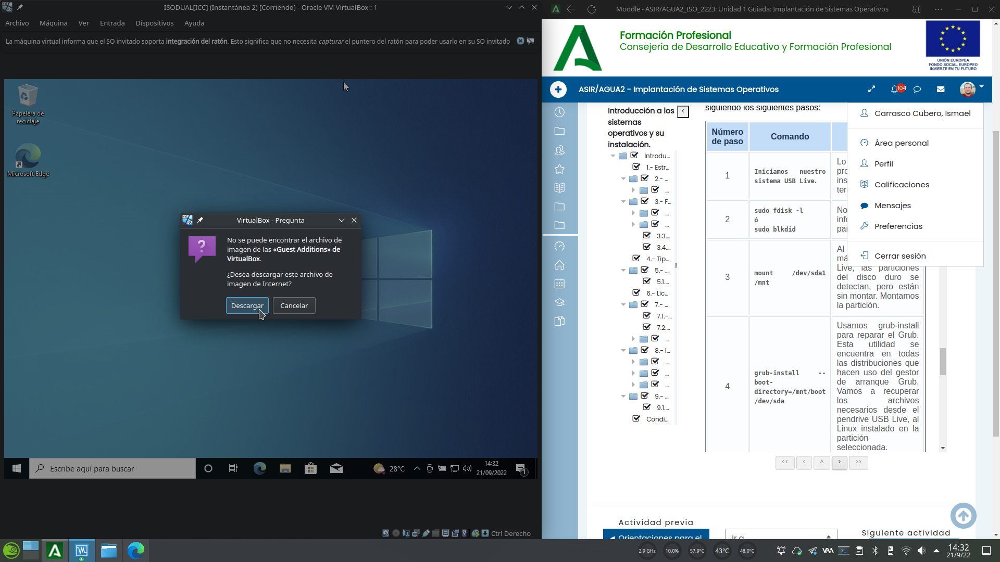 ISODUAL[ICC] (Instantánea 2) [Corriendo] - Oracle VM VirtualBox : 1
Archivo Máquina Ver Entrada Dispositivos Ayuda
La máquina virtual informa que el SO invitado soporta integración del ratón. Esto significa que no necesita capturar el puntero del ratón para poder usarlo en su SO invitado
Papelera de
reciclaje
Microsoft Edge
VirtualBox - Pregunta
No se puede encontrar el archivo de
imagen de las «Guest Additions» de
VirtualBox.
¿Desea descargar este archivo de
imagen de Internet?
Descargar Cancelar
Escribe aquí para buscar
28°C
14:32
21/09/2022
1
Ctrl Derecho
Moodle - ASIR/AGUA2_ISO_2223: Unidad 1 Guiada: Implantación de Sistemas Operativos
Formación Profesional
Consejería de Desarrollo Educativo y Formación Profesional
UNIÓN EUROPEA
FONDO SOCIAL EUROPEO
INVIERTE EN TU FUTURO
ASIR/AGUA2 - Implantación de Sistemas Operativos
104
Introducción a los
sistemas
operativos y su
instalación.
Introdu...
1.- Estr...
2.- ...
...
3.- F...
...
...
3.3....
3.4....
4.- Tip...
5.- ...
5.1....
6.- Lic...
7.- ...
7.1.-...
7.2....
...
8.- I...
...
...
...
9.- ...
9.1....
Condi...
siguiendo los siguientes pasos:
Número
de paso
Comando
1
Iniciamos nuestro
sistema USB Live.
Lo
pro
ins
teri
2
sudo fdisk -l
ó
sudo blkdid
No
info
par
3
mount /dev/sda1
/mnt
Al
má
Live, las particiones
del disco duro se
detectan, pero están
sin montar. Montamos
la partición.
4
grub-install --
boot-
directory=/mnt/boot
/dev/sda
Usamos grub-install
para reparar el Grub.
Esta utilidad se
encuentra en todas
las distribuciones que
hacen uso del gestor
de arranque Grub.
Vamos a recuperar
los archivos
necesarios desde el
pendrive USB Live, al
Linux instalado en la
partición
seleccionada.
Carrasco Cubero, Ismael
Área personal
Perfil
Calificaciones
Mensajes
Preferencias
Cerrar sesión
Actividad previa
◄ Orientaciones para el
Ir a
Siguiente actividad
2,9 GHz
10,0%
57,9°C
43°C
48,0°C
14:32
21/9/22